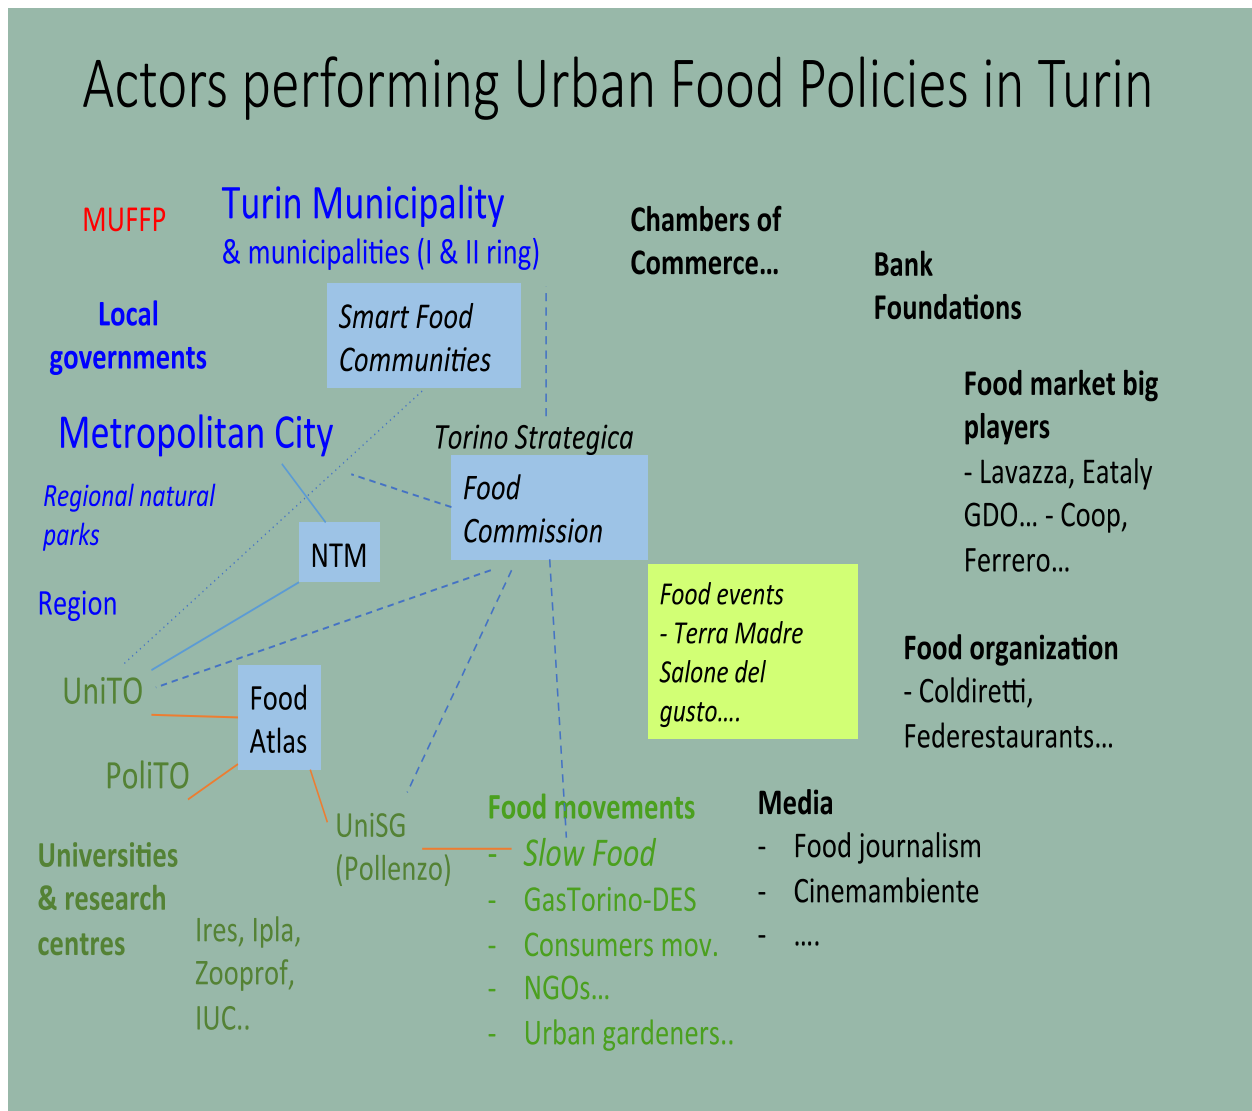 Actors performing Urban Food Policies in Turin
MUFFP
Turin Municipality
& municipalities (I & II ring)
Chambers of
Commerce...
Bank
Foundations
Local
governments
Smart Food
Communities
Food market big
players
- Lavazza, Eataly
GDO... - Coop,
Ferrero...
Metropolitan City
Torino Strategica
Food
Commission
Regional natural
parks
NTM
Region
Food events
- Terra Madre
Salone del
gusto....
Food organization
- Coldiretti,
Federestaurants...
UniTO
Food
Atlas
PoliTO
UniSG
(Pollenzo)
Universities
& research
centres
Ires, Ipla,
Zooprof,
IUC..
Food movements
- Slow Food
- GasTorino-DES
- Consumers mov.
- NGOs...
- Urban gardeners..
Media
- Food journalism
- Cinemambiente
- ....